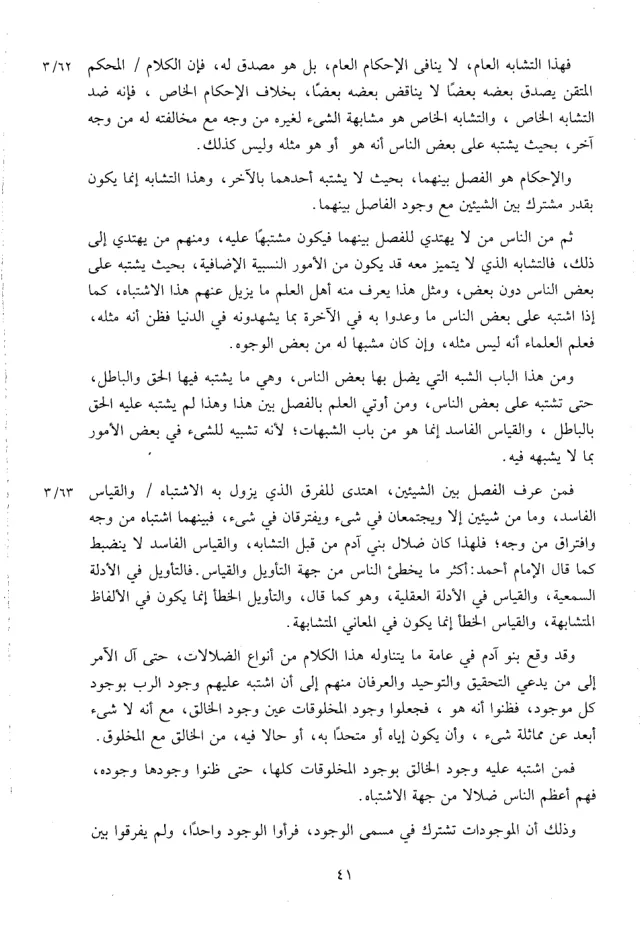 فهذا التشابه العام، لا ينافى الإحكام العام، بل هو مصدق له، فإن الكلام / المحكم ٣/٦٢
المتقن يصدق بعضه بعضًا لا يناقض بعضه بعضًا، بخلاف الإحكام الخاص ، فإنه ضد
التشابه الخاص ، والتشابه الخاص هو مشابهة الشىء لغيره من وجه مع مخالفته له من وجه
آخر، بحيث يشتبه على بعض الناس أنه هو أو هو مثله وليس كذلك.
والإحكام هو الفصل بينهما، بحيث لا يشتبه أحدهما بالآخر، وهذا التشابه إنما يكون
بقدر مشترك بين الشيئين مع وجود الفاصل بينهما.
ثم من الناس من لا يهتدي للفصل بينهما فيكون مشتبهًا عليه، ومنهم من يهتدي إلى
ذلك، فالتشابه الذي لا يتميز معه قد يكون من الأمور النسبية الإضافية، بحيث يشتبه على
بعض الناس دون بعض، ومثل هذا يعرف منه أهل العلم ما يزيل عنهم هذا الاشتباه، كما
إذا اشتبه على بعض الناس ما وعدوا به في الآخرة بما يشهدونه في الدنيا فظن أنه مثله،
فعلم العلماء أنه ليس مثله، وإن كان مشبها له من بعض الوجوه.
ومن هذا الباب الشبه التي يضل بها بعض الناس، وهي ما يشتبه فيها الحق والباطل،
حتى تشتبه على بعض الناس، ومن أوتي العلم بالفصل بين هذا وهذا لم يشتبه عليه الحق
بالباطل ، والقياس الفاسد إنما هو من باب الشبهات؛ لأنه تشبيه للشىء في بعض الأمور
بما لا يشبهه فيه.
فمن عرف الفصل بين الشيئين، اهتدى للفرق الذي يزول به الاشتباه / والقياس ٣/٦٣
الفاسد، وما من شيئين إلا ويجتمعان في شىء ويفترقان في شىء، فبينهما اشتباه من وجه
وافتراق من وجه؛ فلهذا كان ضلال بني آدم من قبل التشابه، والقياس الفاسد لا ينضبط
كما قال الإمام أحمد: أكثر ما يخطئ الناس من جهة التأويل والقياس. فالتأويل في الأدلة
السمعية، والقياس في الأدلة العقلية، وهو كما قال، والتأويل الخطأ إنما يكون في الألفاظ
المتشابهة، والقياس الخطأ إنما يكون في المعاني المتشابهة.
وقد وقع بنو آدم في عامة ما يتناوله هذا الكلام من أنواع الضلالات، حتى آل الأمر
إلى من يدعي التحقيق والتوحيد والعرفان منهم إلى أن اشتبه عليهم وجود الرب بوجود
كل موجود، فظنوا أنه هو ، فجعلوا وجود المخلوقات عين وجود الخالق، مع أنه لا شىء
أبعد عن مماثلة شىء ، وأن يكون إياه أو متحدًا به، أو حالا فيه، من الخالق مع المخلوق.
فمن اشتبه عليه وجود الخالق بوجود المخلوقات كلها، حتى ظنوا وجودها وجوده،
فهم أعظم الناس ضلالا من جهة الاشتباه.
وذلك أن الموجودات تشترك في مسمى الوجود، فرأوا الوجود واحدًا، ولم يفرقوا بين
٤١